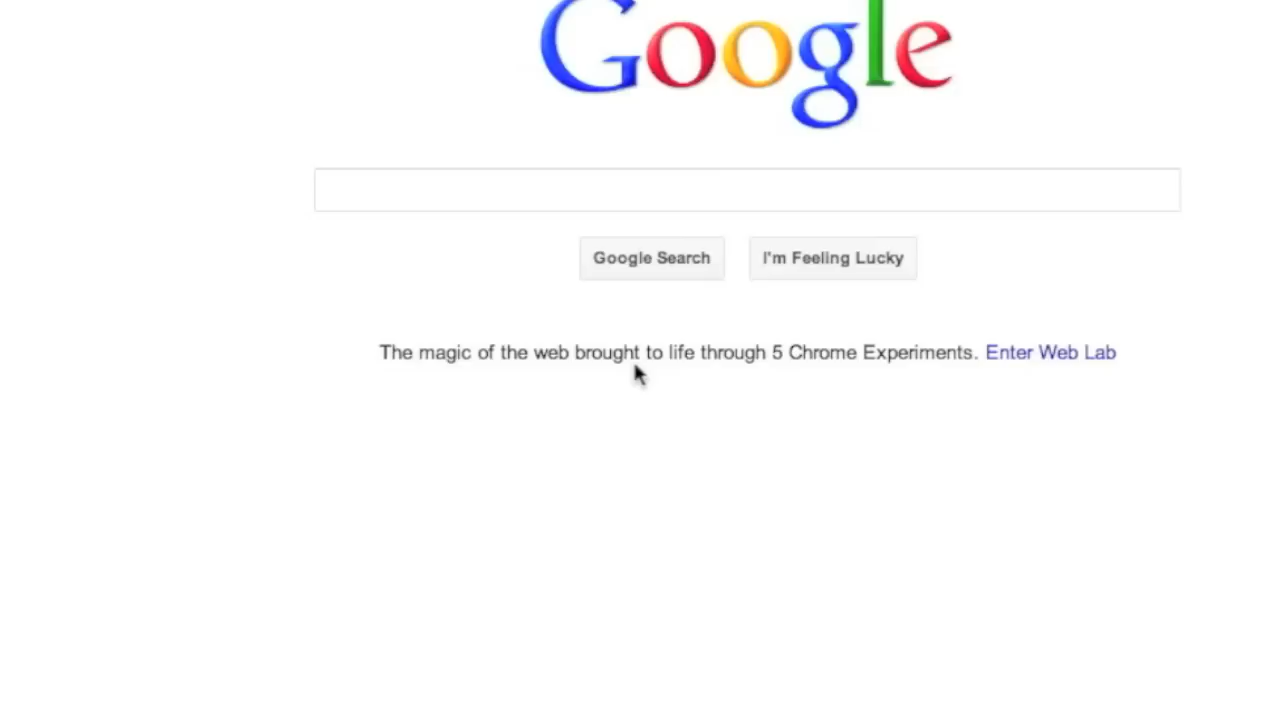 Google
Google Search
I'm Feeling Lucky
The magic of the web brought to life through 5 Chrome Experiments. Enter Web Lab